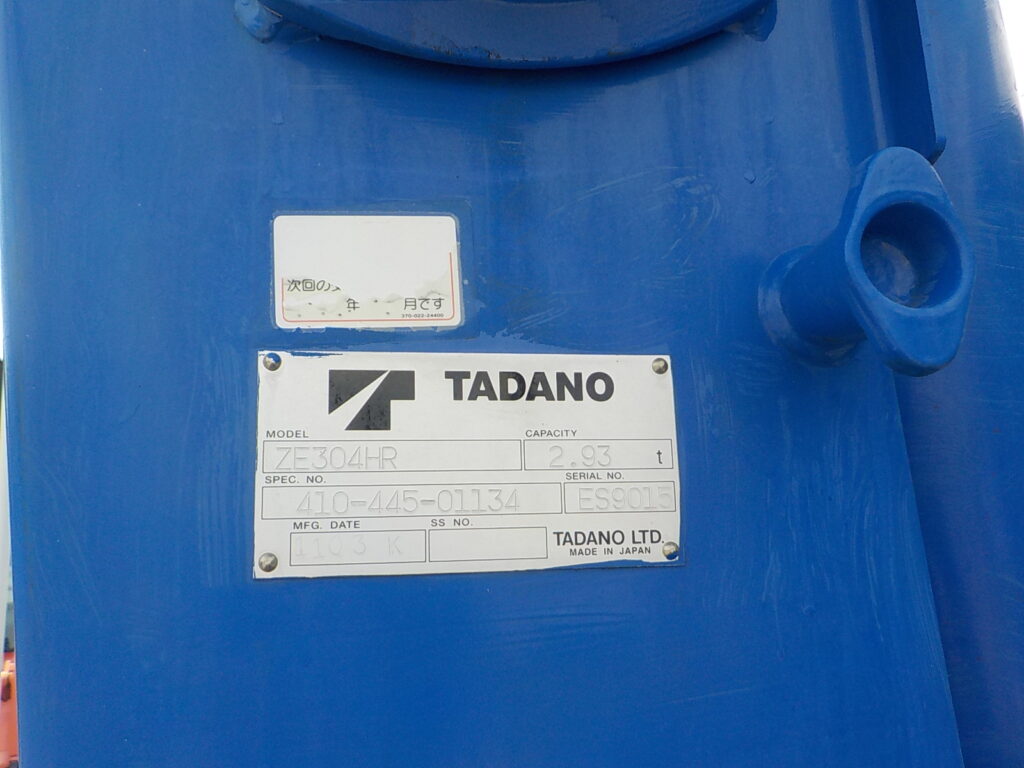 次回の
年 月です
370-022-24400
TADANO
MODEL CAPACITY
ZE304HR 2.93 t
SPEC. NO. SERIAL NO.
410-445-01134 ES9015
MFG. DATE SS NO.
1103 K
TADANO LTD.
MADE IN JAPAN